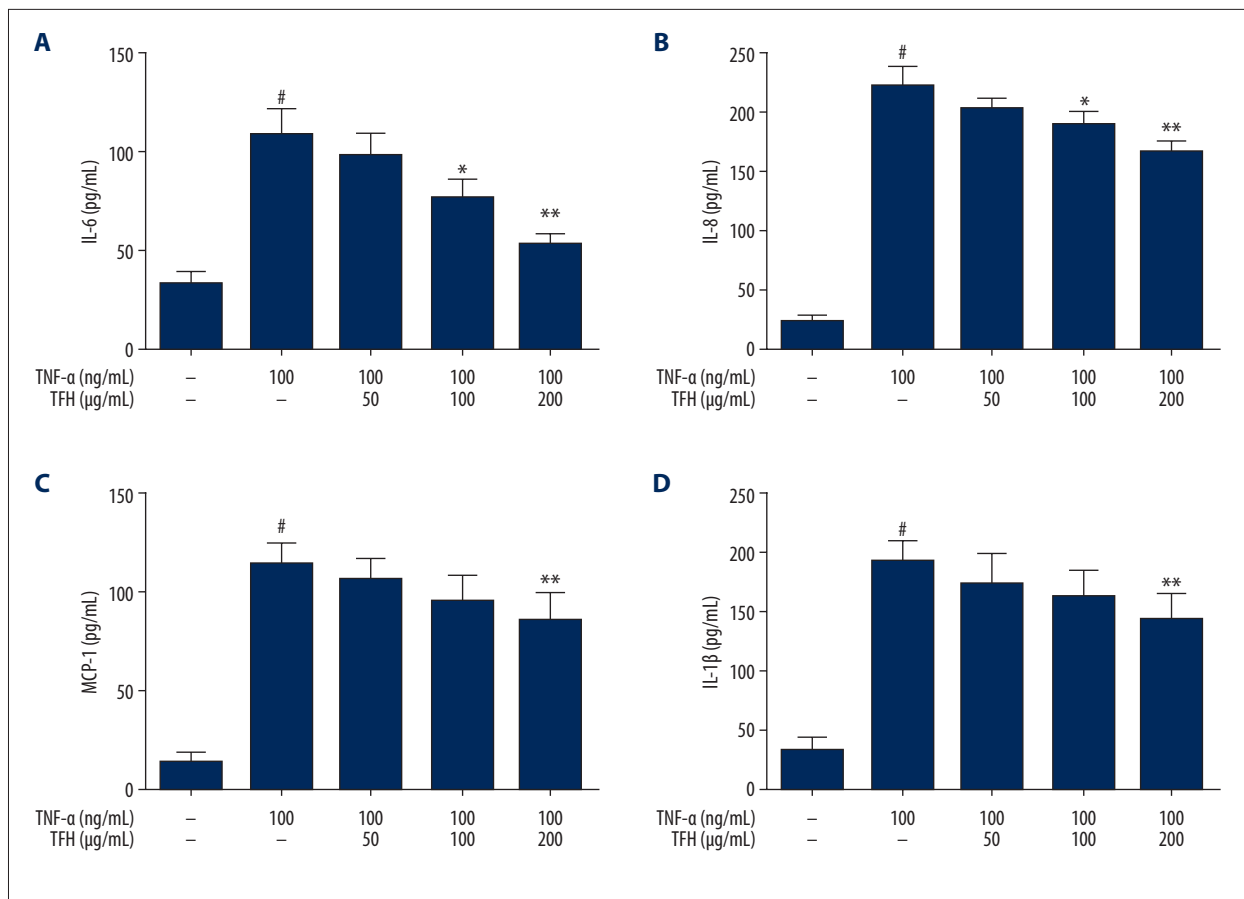 A
150
100
50
0
IL-6 (pg/mL)
#
*
**
TNF-α (ng/mL) – 100 100 100 100
TFH (μg/mL) – – 50 100 200
B
250
200
150
200
50
0
IL-8 (pg/mL)
#
*
**
TNF-α (ng/mL) – 100 100 100 100
TFH (μg/mL) – – 50 100 200
C
150
100
50
0
MCP-1 (pg/mL)
#
**
TNF-α (ng/mL) – 100 100 100 100
TFH (μg/mL) – – 50 100 200
D
250
200
150
200
50
0
IL-1β (pg/mL)
#
**
TNF-α (ng/mL) – 100 100 100 100
TFH (μg/mL) – – 50 100 200